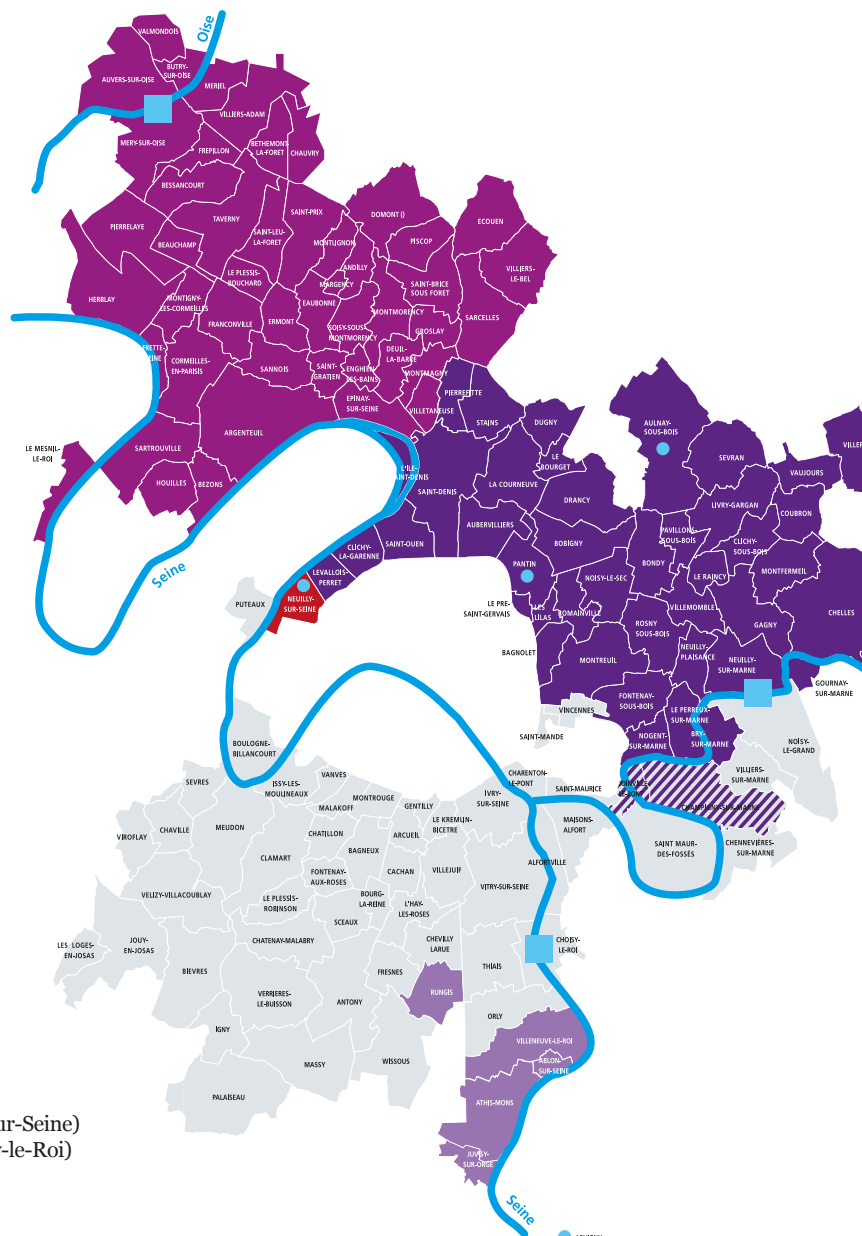 VALMONDOIS
Oise
BUTRY-
SUR-OISE
AUVERS-SUR-OISE
MERIEL
VILLIERS-ADAM
MERY-SUR-OISE
FREPILLON
BETHEMONT-
LA-FORET
CHAUVRY
BESSANCOURT
PIERRELAYE
TAVERNY
SAINT-PRIX
DOMONT ()
ECOUEN
BEAUCHAMP
SAINT-LEU-
LA-FORET
MONTLIGNON
PISCOP
ANDILLY
VILLIERS-
LE-BEL
LE PLESSIS-
BOUCHARD
MARGENCY
SAINT-BRICE
SOUS FORET
HERBLAY
MONTIGNY-
LES-CORMEILLES
EAUBONNE
MONTMORENCY
SARCELLES
FRANCONVILLE
ERMONT
SOISY-SOUS-
MONTMORENCY
GROSLAY
CORMEILLES-
EN-PARISIS
SANNOIS
SAINT-
GRATIEN
ENGHIEN
LES-BAINS
DEUIL-
LA-BARRE
MONTMAGNY
EPINAY-
SUR-SEINE
VILLETANEUSE
PIERREFITTE
STAINS
DUGNY
AULNAY-
SOUS-BOIS
LE MESNIL-
LE-ROI
SARTROUVILLE
ARGENTEUIL
HOUILLES
BEZONS
L'ILE-
SAINT-DENIS
LA COURNEUVE
LE
BOURGET
DRANCY
SEVRAN
VAUJOURS
LIVRY-GARGAN
COUBRON
AUBERVILLIERS
BOBIGNY
PAVILLONS-
SOUS-BOIS
CLICHY-
SOUS-BOIS
Seine
CLICHY-
LA-GARENNE
SAINT-OUEN
LEVALLOIS-
PERRET
PANTIN
NOISY-LE-SEC
BONDY
LE RAINCY
MONTFERMEIL
PUTEAUX
NEUILLY-
SUR-SEINE
LE PRE-
SAINT-GERVAIS
LES
LILAS
ROMAINVILLE
VILLEMOMBLE
CHELLES
ROSNY
SOUS-BOIS
GAGNY
BAGNOLET
MONTREUIL
NEUILLY-
PLAISANCE
NEUILLY-
SUR-MARNE
GOURNAY-
SUR-MARNE
FONTENAY-
SOUS-BOIS
LE PERREUX-
SUR-MARNE
VINCENNES
SAINT-MANDE
NOGENT-
SUR-MARNE
BRY-
SUR-MARNE
NOISY-
LE-GRAND
BOULOGNE-
BILLANCOURT
CHARENTON-
LE-PONT
SAINT-MAURICE
JOINVILLE-
LE-PONT
VILLIERS-
SUR-MARNE
CHAMPIGNY-SUR-MARNE
SEVRES
ISSY-LES-
MOULINEAUX
VANVES
MALAKOFF
MONTROUGE
GENTILLY
IVRY-
SUR-SEINE
LE KREMLIN-
BICETRE
MAISONS-
ALFORT
VIROFLAY
CHAVILLE
MEUDON
CHATILLON
ARCUEIL
SAINT MAUR-
DES-FOSSÉS
CHENNEVIÈRES-
SUR-MARNE
CLAMART
BAGNEUX
ALFORTVILLE
FONTENAY-
AUX-ROSES
CACHAN
VILLEJUIF
VITRY-SUR-SEINE
VELIZY-VILLACOUBLAY
LE PLESSIS-
ROBINSON
BOURG-
LA-REINE
L'HAY-
LES-ROSES
SCEAUX
LES LOGES-
EN-JOSAS
JOUY-
EN-JOSAS
CHATENAY-MALABRY
CHEVILLY
LARUE
CHOISY-
LE-ROI
BIEVRES
FRESNES
THIAIS
VERRIERES-
LE-BUISSON
ANTONY
RUNGIS
ORLY
IGNY
MASSY
WISSOUS
VILLENEUVE-LE-ROI
ABLON-
SUR-SEINE
PALAISEAU
ATHIS-MONS
ur-Seine)
-le-Roi)
JUVISY-
SUR-ORGE
Seine
SAINT-DENIS